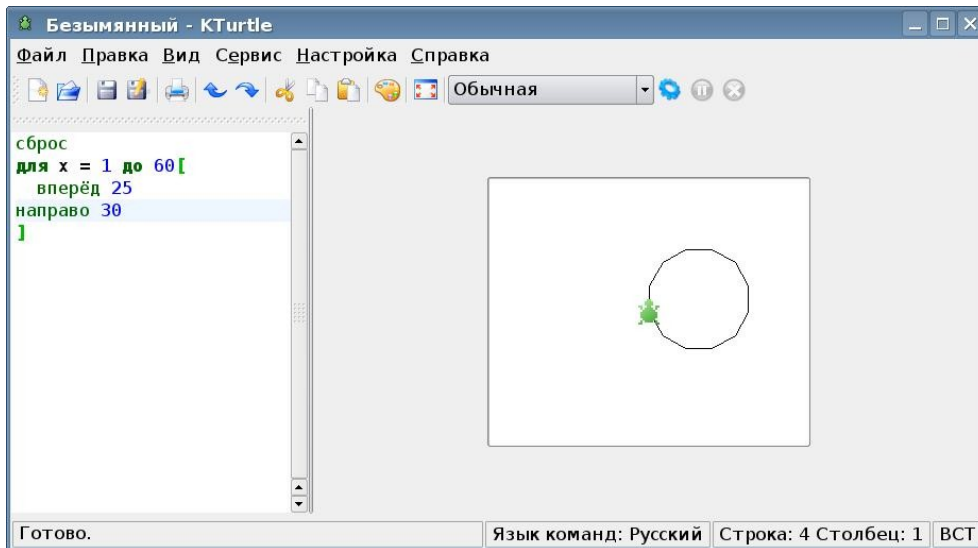 Безымянный - KTurtle
Файл Правка Вид Сервис Настройка Справка
Обычная
сброс
для x = 1 до 60[
вперёд 25
направо 30
]
Готово.
Язык команд: Русский
Строка: 4 Столбец: 1
ВСТ